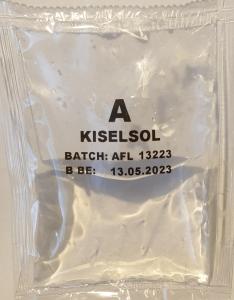 A
KISELSOL
BATCH: AFL 13223
B BE: 13.05.2023